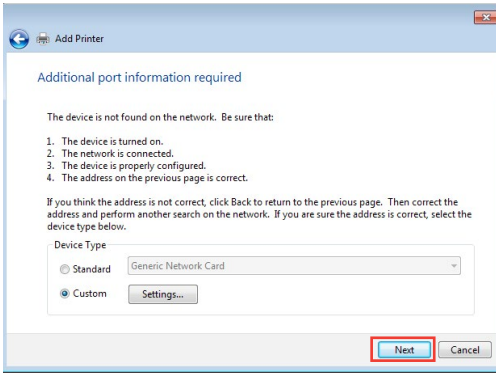 Add Printer
Additional port information required
The device is not found on the network. Be sure that:
1. The device is turned on.
2. The network is connected.
3. The device is properly configured.
4. The address on the previous page is correct.
If you think the address is not correct, click Back to return to the previous page. Then correct the
address and perform another search on the network. If you are sure the address is correct, select the
device type below.
Device Type
Standard Generic Network Card
Custom Settings...
Next Cancel